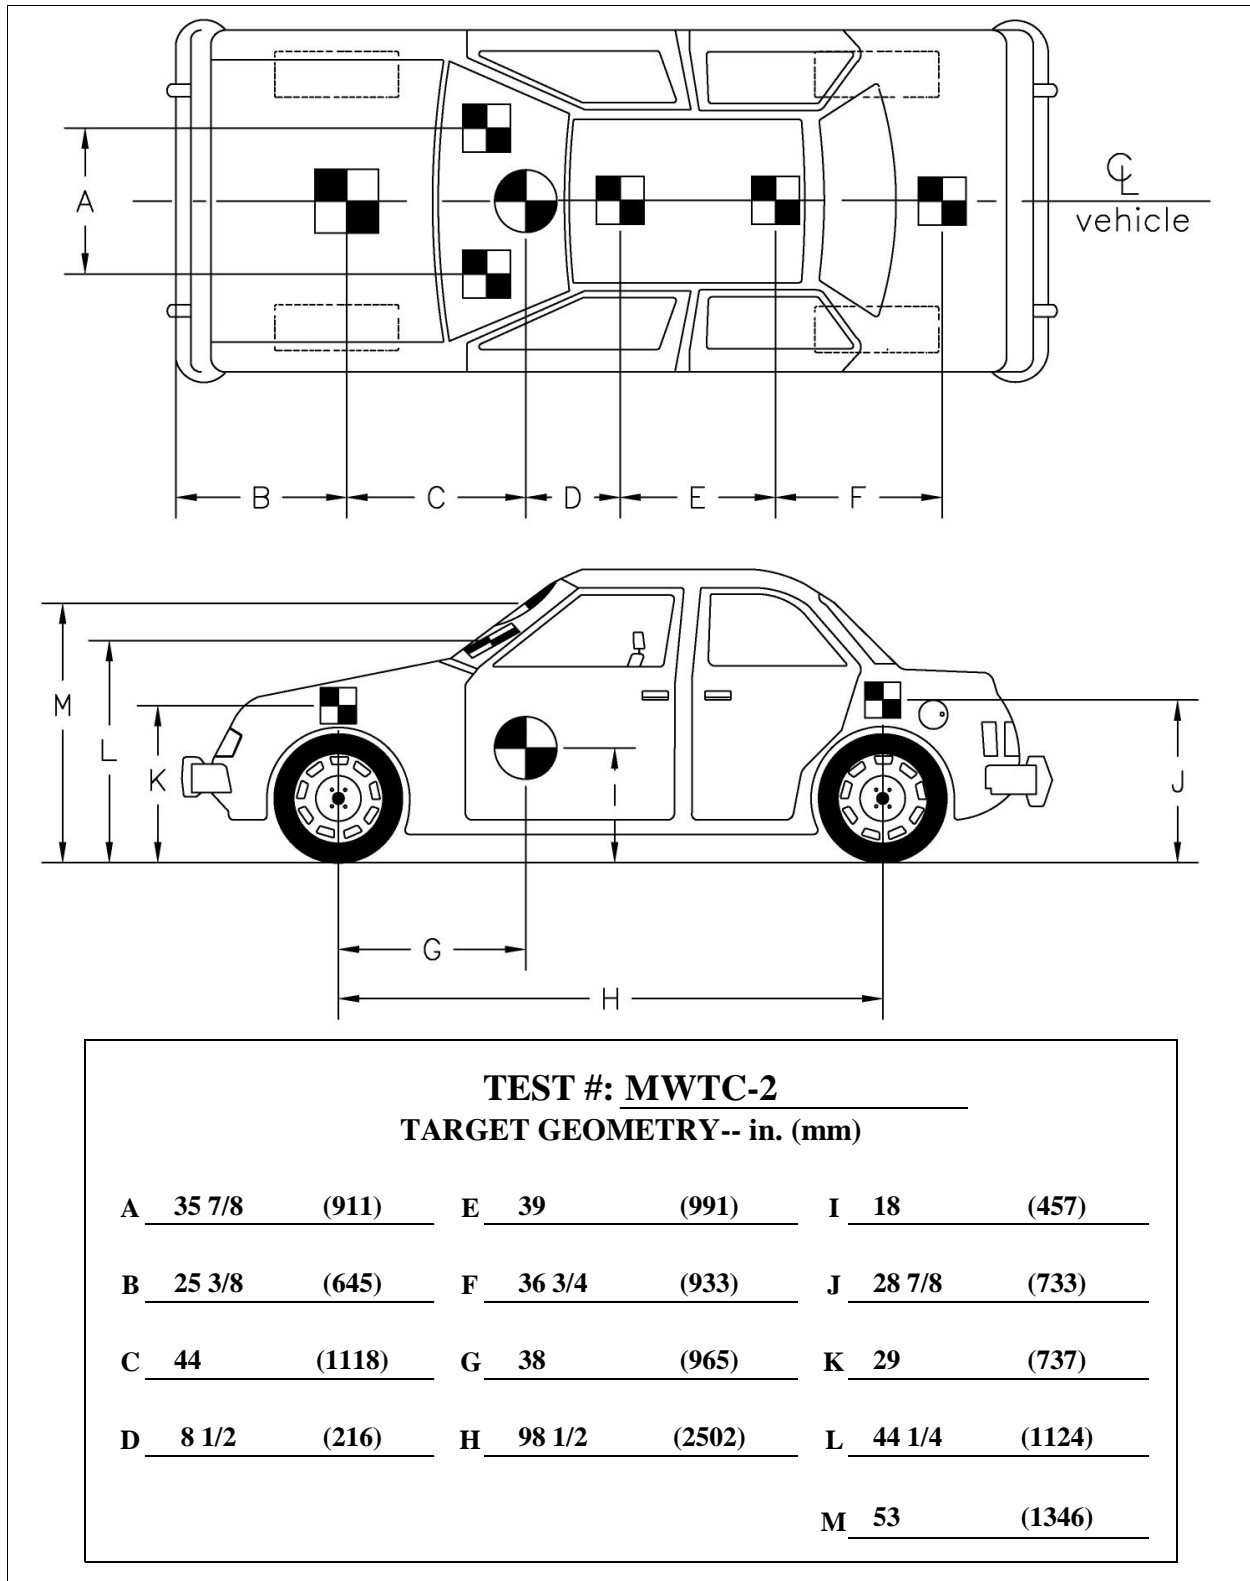 A
℄
vehicle
B C D E F
M
L
K
J
G
H
TEST #: MWTC-2
TARGET GEOMETRY-- in. (mm)
A 35 7/8 (911) E 39 (991) I 18 (457)
B 25 3/8 (645) F 36 3/4 (933) J 28 7/8 (733)
C 44 (1118) G 38 (965) K 29 (737)
D 8 1/2 (216) H 98 1/2 (2502) L 44 1/4 (1124)
M 53 (1346)